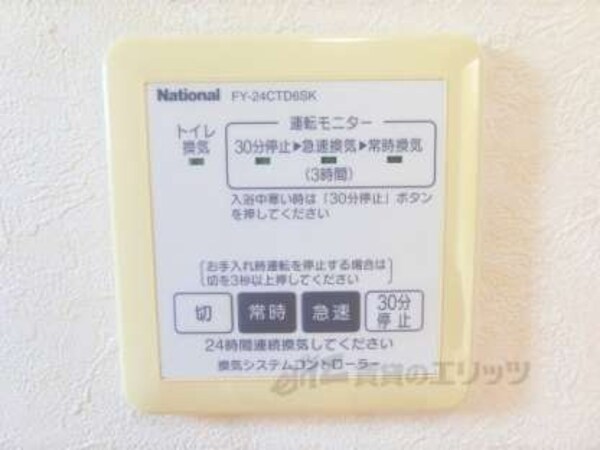 National FY-24CTD6SK
運転モニター
トイレ
換気
30分停止▶急速換気▶常時換気
(3時間)
入浴中寒い時は「30分停止」ボタン
を押してください
お手入れ時運転を停止する場合は
切を3秒以上押してください
切 常時 急速 30分
停止
24時間連続換気してください
換気システムコントローラー
賃貸のエリッツ